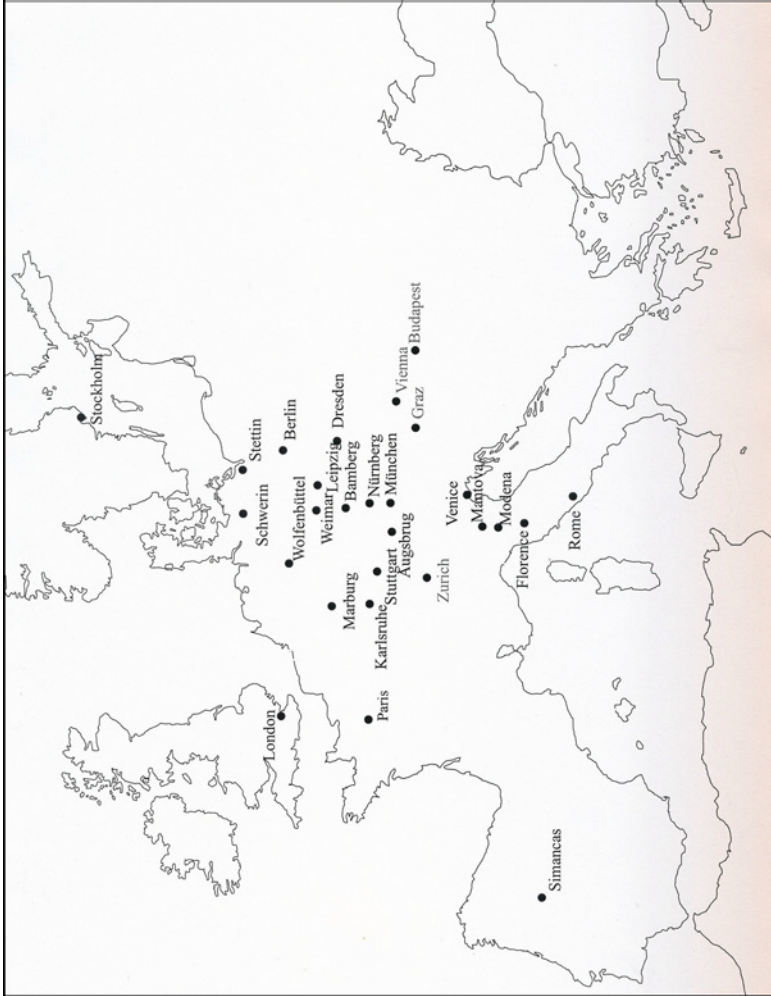 Stockholm
Stettin
Schwerin
Berlin
Wolfenbüttel
Dresden
Leipzig
Weimar
Bamberg
Nürnberg
München
Vienna
Budapest
Graz
Marburg
Karlsruhe
Stuttgart
Augsbrug
Zurich
London
Paris
Venice
Mantova
Modena
Florence
Rome
Simancas